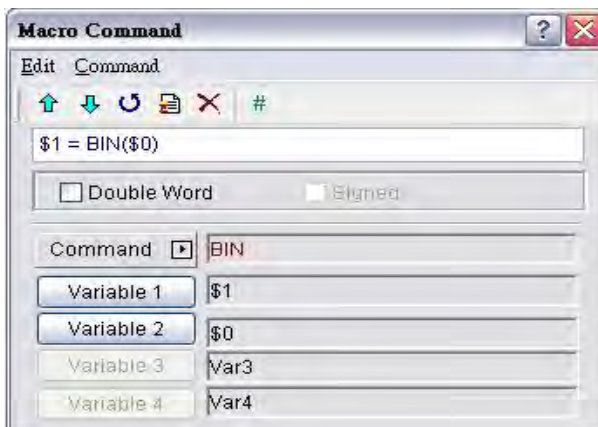 Macro Command
Edit Command
#
$1 = BIN($0)
Double Word Signed
Command BIN
Variable 1 $1
Variable 2 $0
Variable 3 Var3
Variable 4 Var4